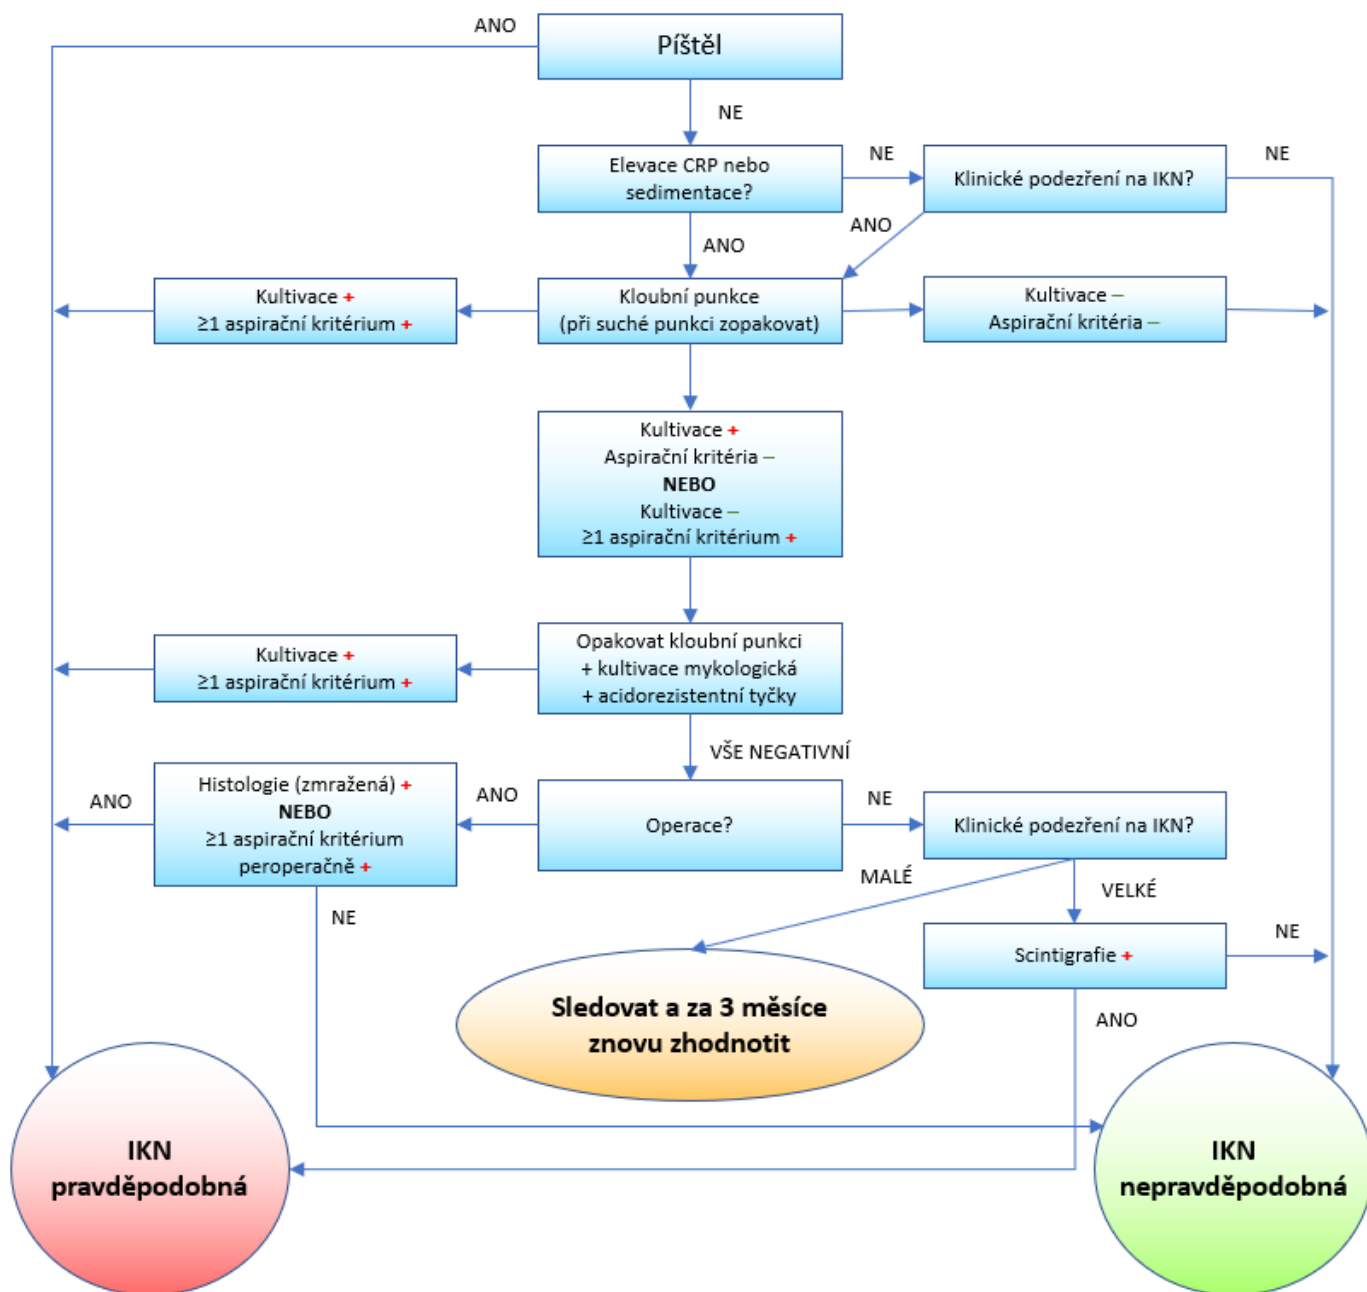 ANO
Píštěl
NE
Elevace CRP nebo
sedimentace?
NE
Klinické podezření na IKN?
NE
ANO
ANO
Kultivace +
≥1 aspirační kritérium +
Kloubní punkce
(při suché punkci zopakovat)
Kultivace –
Aspirační kritéria –
Kultivace +
Aspirační kritéria –
NEBO
Kultivace –
≥1 aspirační kritérium +
Kultivace +
≥1 aspirační kritérium +
Opakovat kloubní punkci
+ kultivace mykologická
+ acidorezistentní tyčky
VŠE NEGATIVNÍ
ANO
Histologie (zmražená) +
NEBO
≥1 aspirační kritérium
peroperačně +
ANO
Operace?
NE
Klinické podezření na IKN?
MALÉ
VELKÉ
NE
Scintigrafie +
NE
Sledovat a za 3 měsíce
znovu zhodnotit
ANO
IKN
pravděpodobná
IKN
nepravděpodobná